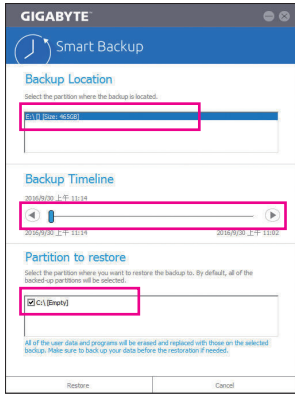 GIGABYTE™
Smart Backup
Backup Location
Select the partition where the backup is located.
E:\ [] [Size: 465GB]
Backup Timeline
2016/9/30 上午 11:14
2016/9/30 上午 11:14
2016/9/30 上午 11:02
Partition to restore
Select the partition where you want to restore the backup to. By default, all of the
backed-up partitions will be selected.
C:\ [Empty]
All of the user data and programs will be erased and replaced with those on the selected
backup. Make sure to back up your data before the restoration if needed.
Restore
Cancel